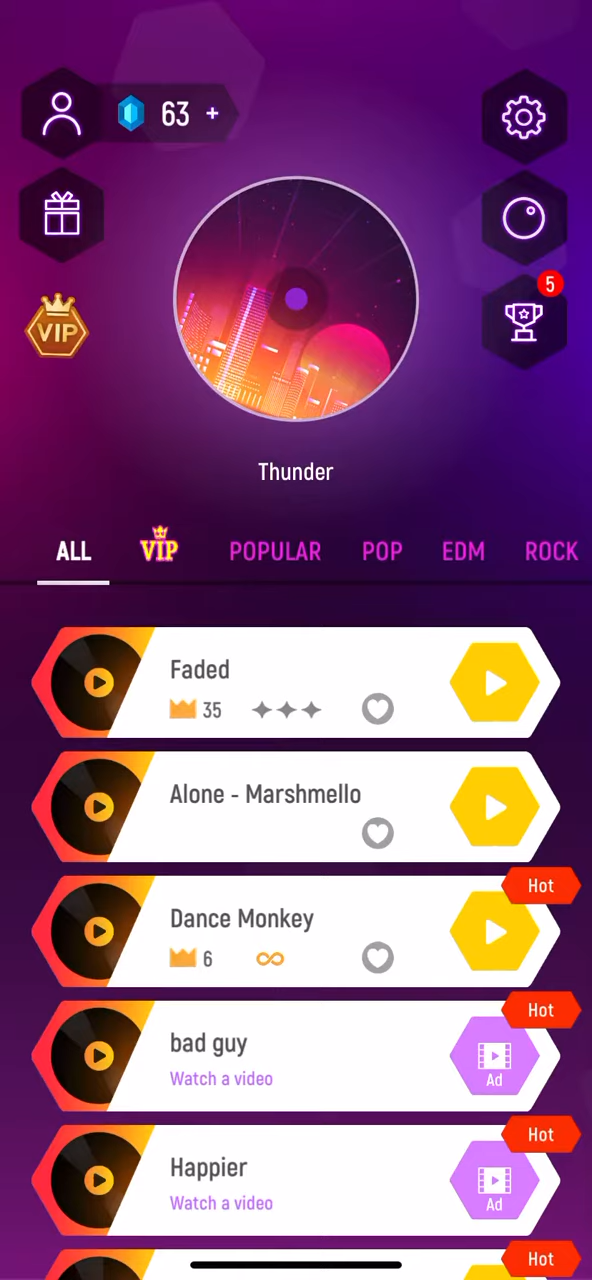 63 +
5
VIP
Thunder
ALL VIP POPULAR POP EDM ROCK
Faded
35
Alone - Marshmello
Hot
Dance Monkey
6
Hot
bad guy
Watch a video
Ad
Hot
Happier
Watch a video
Ad
Hot